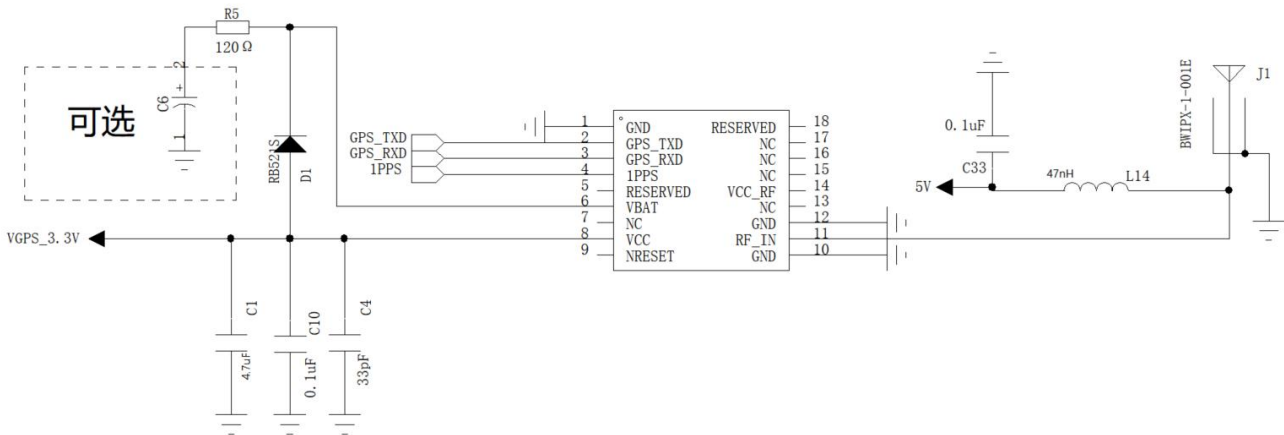 R5
120Ω
2
+
C6
1
可选
RB521S
D1
GPS_TXD
GPS_RXD
1PPS
1 GND
2 GPS_TXD
3 GPS_RXD
4 1PPS
5 RESERVED
6 VBAT
7 NC
8 VCC
9 NRESET
RESERVED 18
NC 17
NC 16
NC 15
VCC_RF 14
NC 13
GND 12
RF_IN 11
GND 10
VGPS_3.3V
C1
4.7uF
C10
0.1uF
C4
33pF
0.1uF
C33
5V
47nH
L14
BWIPX-1-001E
J1